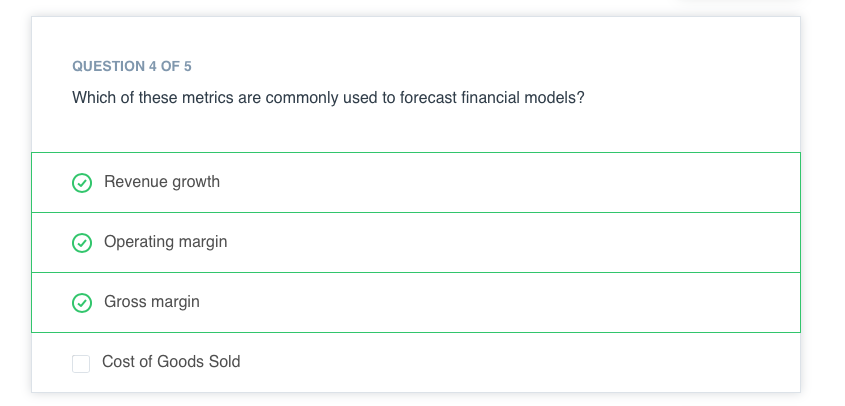 QUESTION 4 OF 5
Which of these metrics are commonly used to forecast financial models?
Revenue growth
Operating margin
Gross margin
Cost of Goods Sold